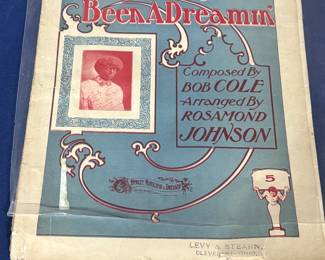 Been A Dreamin'
Composed By
BOB COLE
Arranged By
ROSAMOND
JOHNSON
5
LEVY & STEARN,